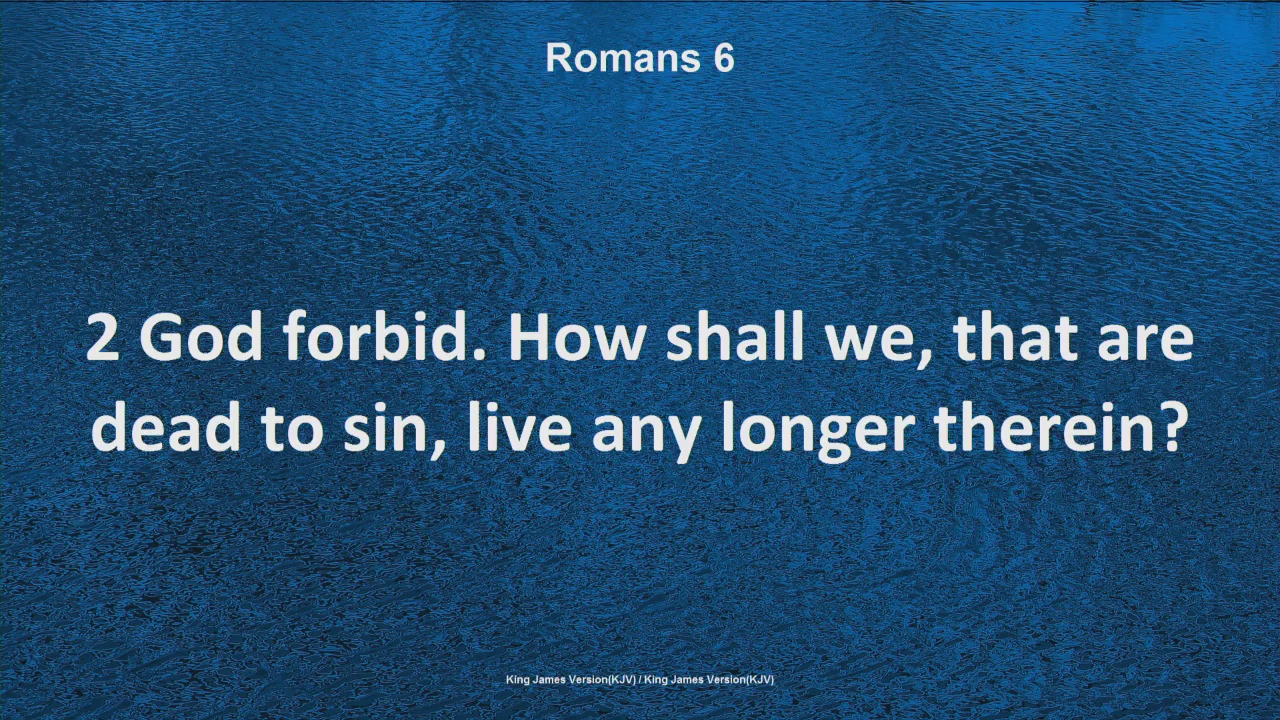 Romans 6
2 God forbid. How shall we, that are
dead to sin, live any longer therein?
King James Version(KJV) / King James Version(KJV)